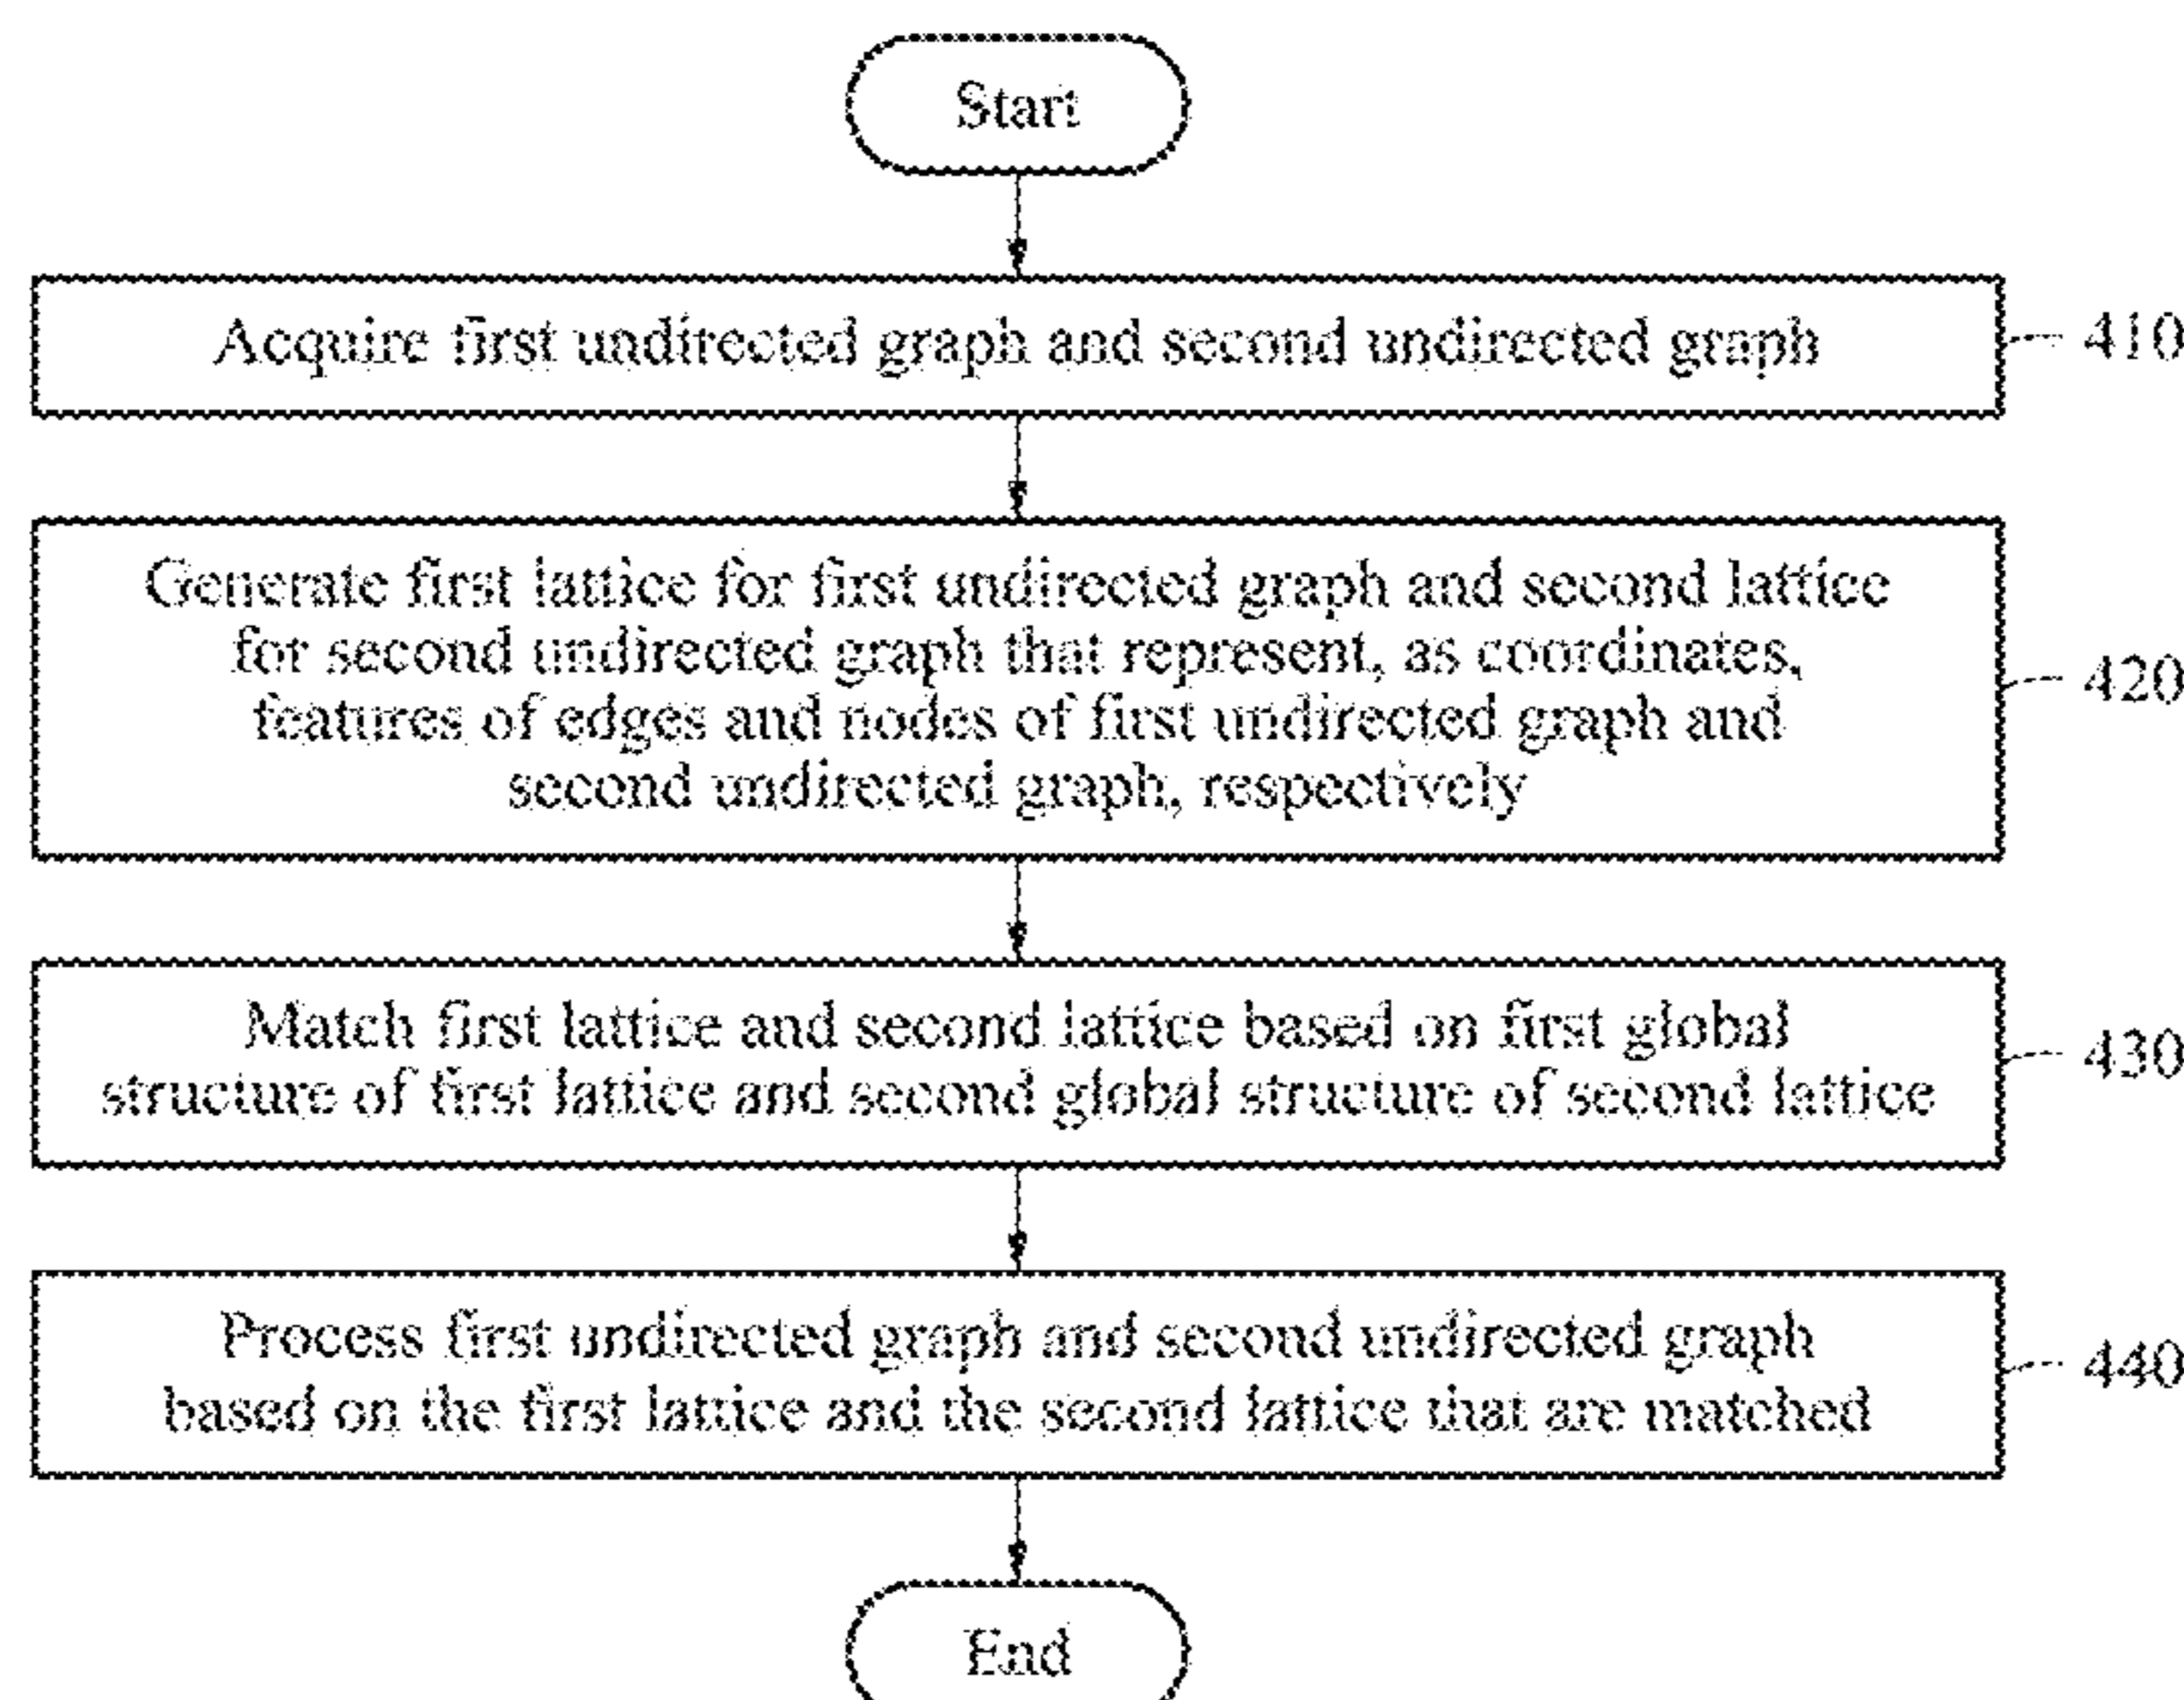 Start
Acquire first undirected graph and second undirected graph
410
Generate first lattice for first undirected graph and second lattice
for second undirected graph that represent, as coordinates,
features of edges and nodes of first undirected graph and
second undirected graph, respectively
420
Match first lattice and second lattice based on first global
structure of first lattice and second global structure of second lattice
430
Process first undirected graph and second undirected graph
based on the first lattice and the second lattice that are matched
440
End